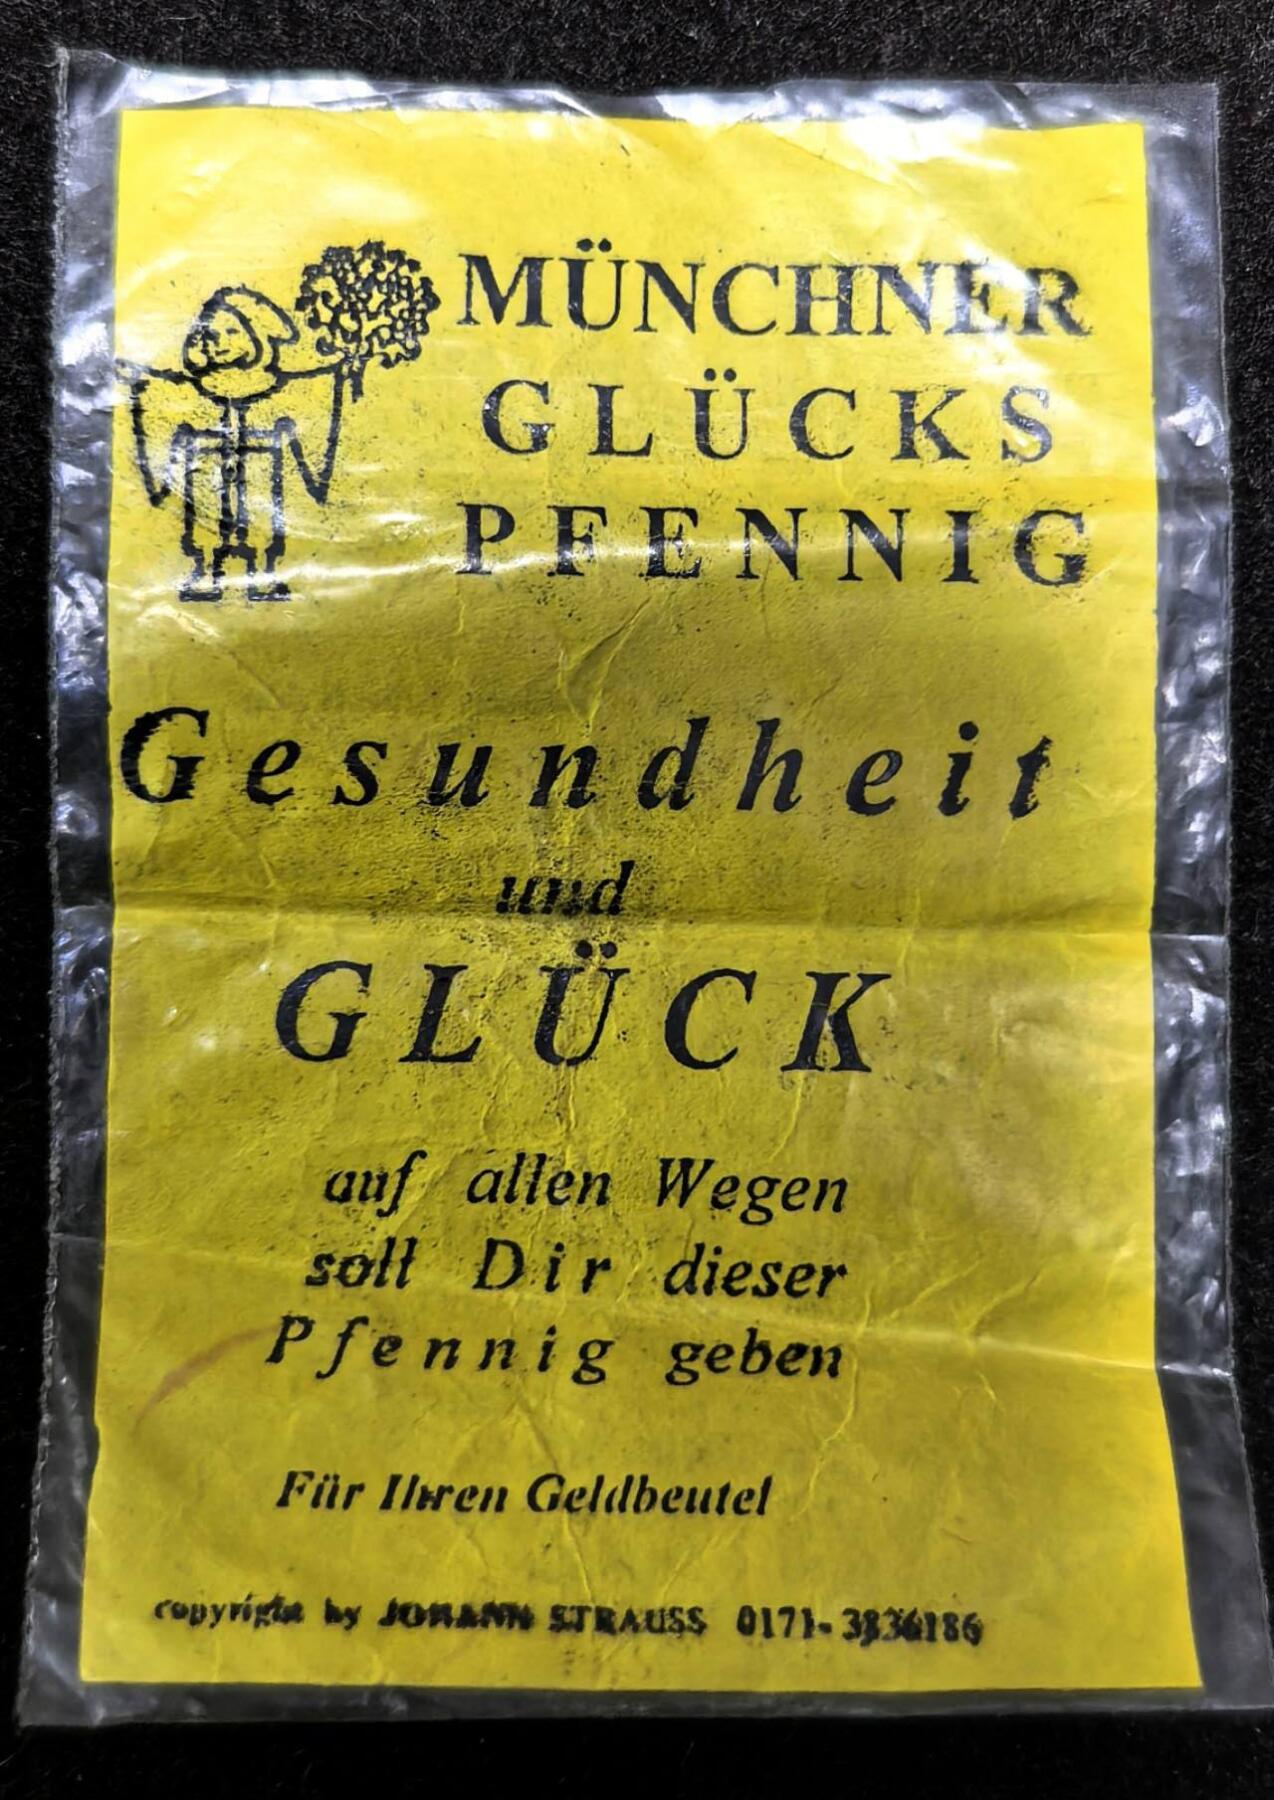 MÜNCHNER
GLÜCKS
PFENNIG
Gesundheit
und
GLÜCK
auf allen Wegen
soll Dir dieser
Pfennig geben
Für Ihren Geldbeutel
copyright by JOHANN STRAUSS 0171-3836186